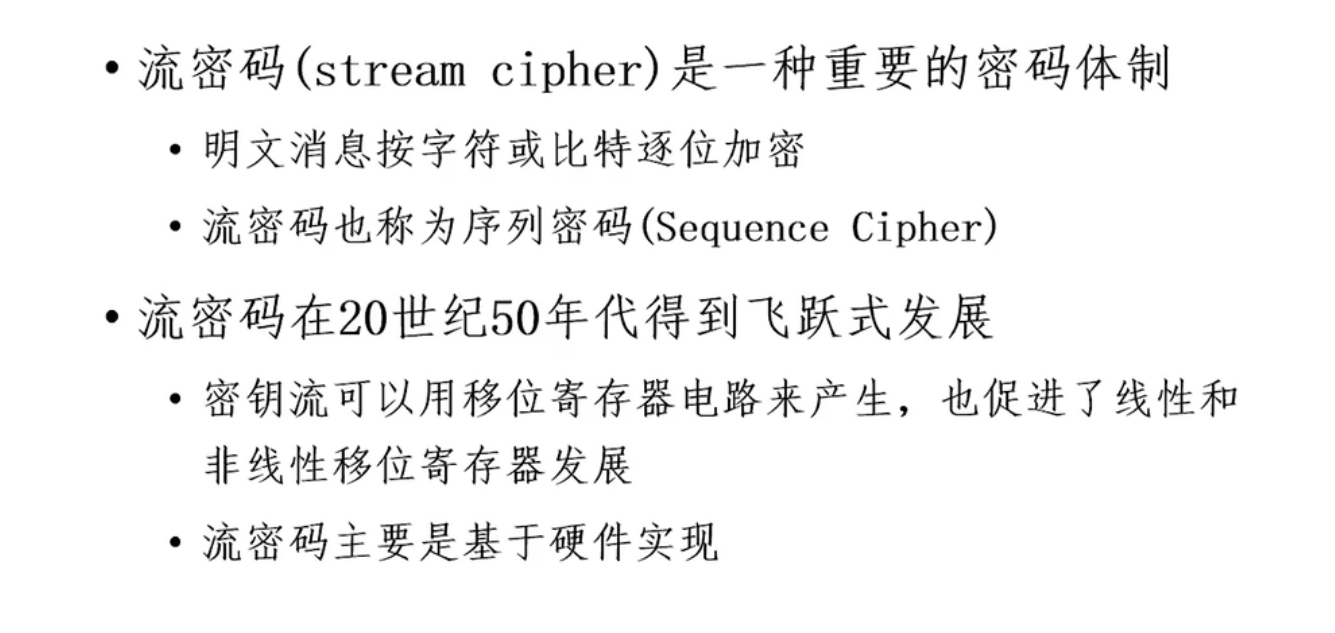 • 流密码(stream cipher)是一种重要的密码体制
• 明文消息按字符或比特逐位加密
• 流密码也称为序列密码(Sequence Cipher)
• 流密码在20世纪50年代得到飞跃式发展
• 密钥流可以用移位寄存器电路来产生，也促进了线性和
非线性移位寄存器发展
• 流密码主要是基于硬件实现